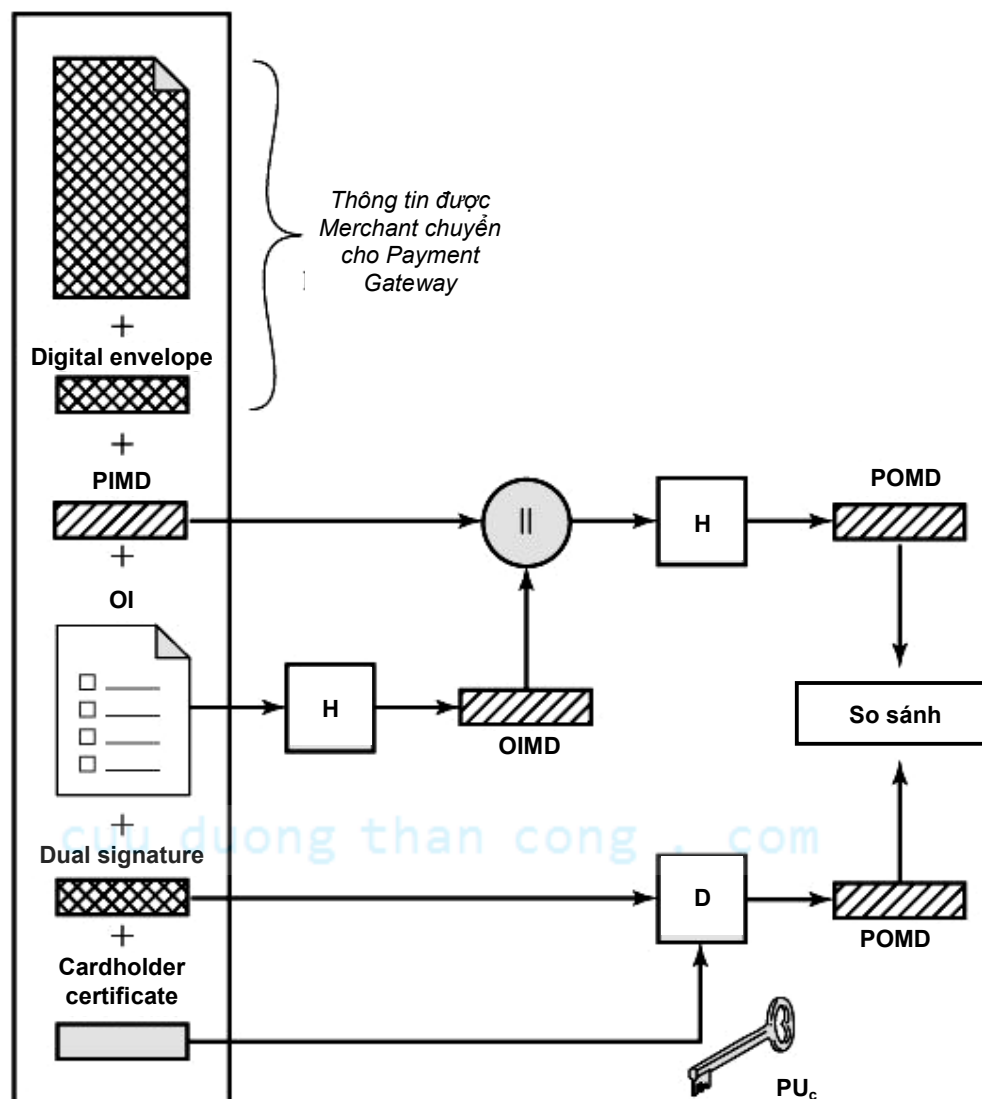 Thông tin được
Merchant chuyển
cho Payment
Gateway
+
Digital envelope
+
PIMD
||
H
POMD
+
OI
H
OIMD
So sánh
cuu duong than cong . com
+
Dual signature
D
POMD
+
Cardholder
certificate
PUc